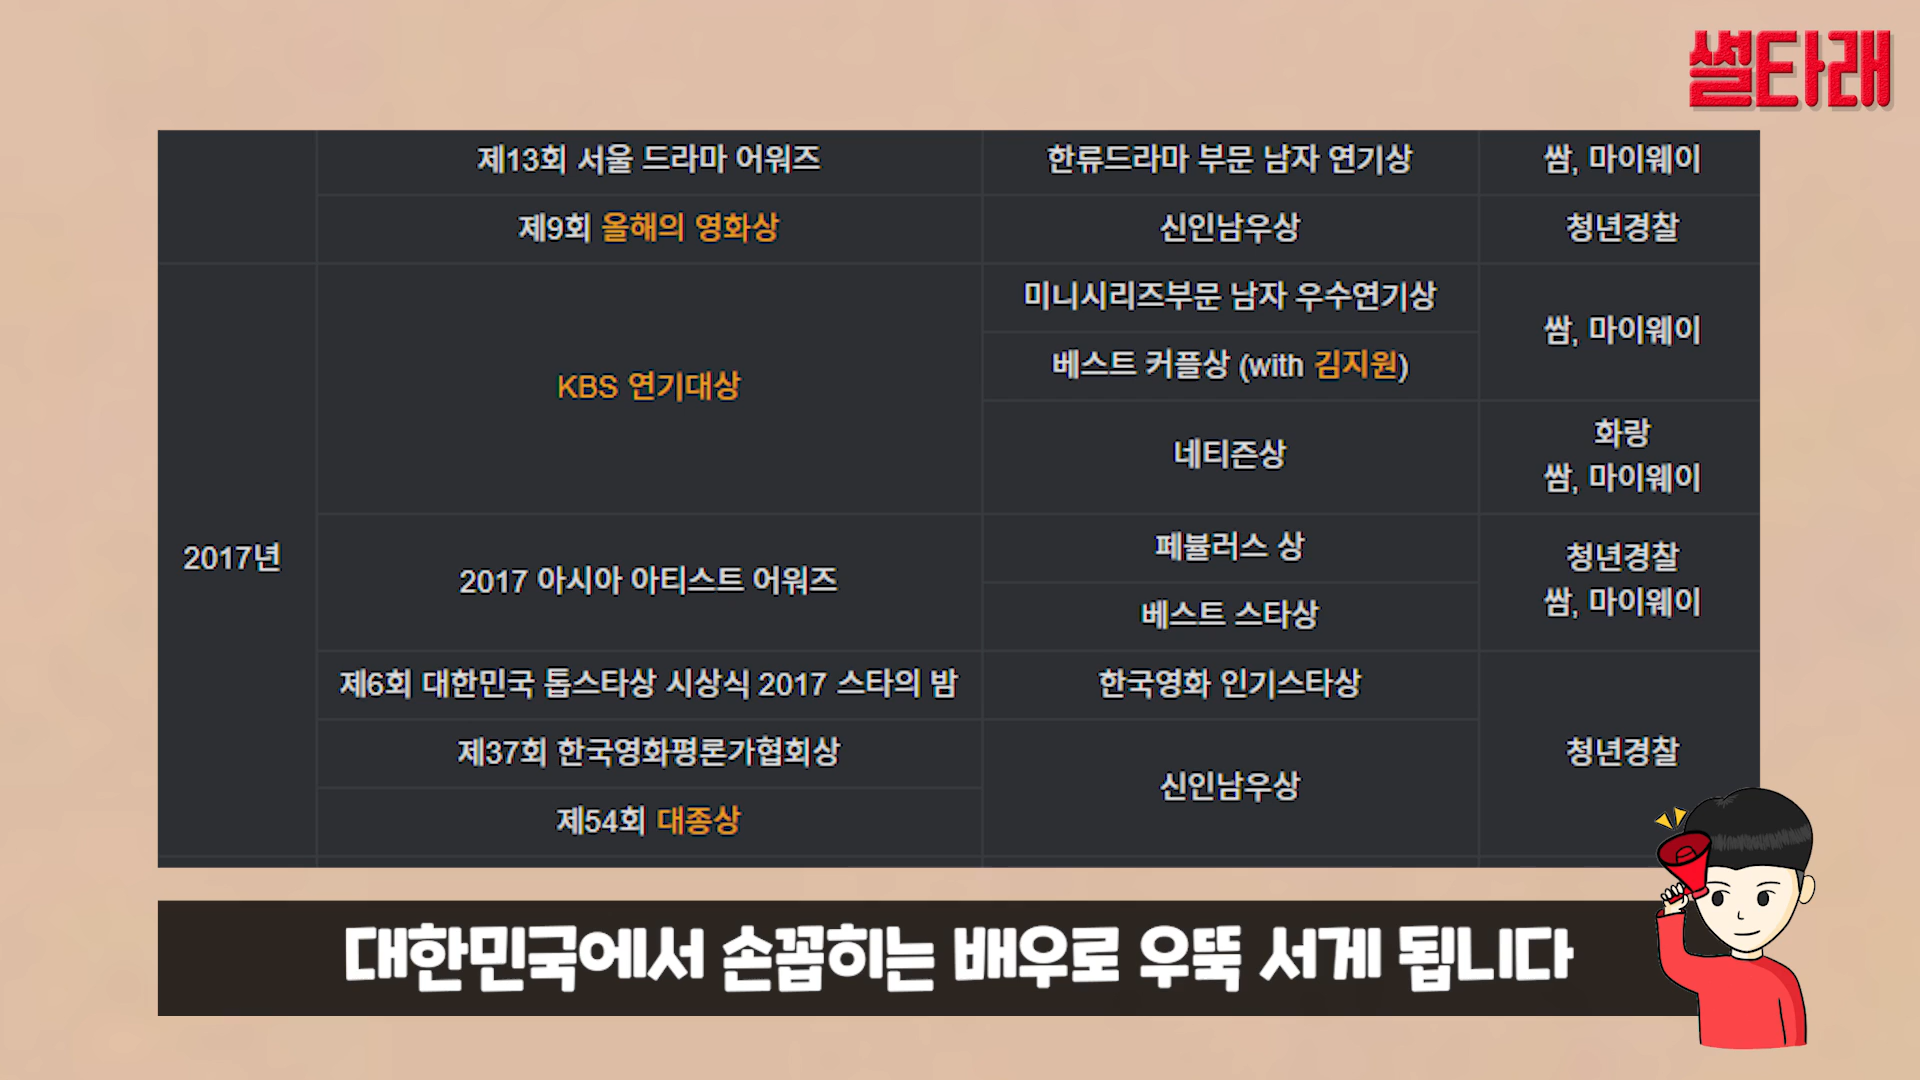 썰타래
제13회 서울 드라마 어워즈
한류드라마 부문 남자 연기상
쌈, 마이웨이
제9회 올해의 영화상
신인남우상
청년경찰
2017년
KBS 연기대상
미니시리즈부문 남자 우수연기상
쌈, 마이웨이
베스트 커플상 (with 김지원)
네티즌상
화랑
쌈, 마이웨이
2017 아시아 아티스트 어워즈
페뷸러스 상
베스트 스타상
청년경찰
쌈, 마이웨이
제6회 대한민국 톱스타상 시상식 2017 스타의 밤
한국영화 인기스타상
제37회 한국영화평론가협회상
신인남우상
청년경찰
제54회 대종상
대한민국에서 손꼽히는 배우로 우뚝 서게 됩니다